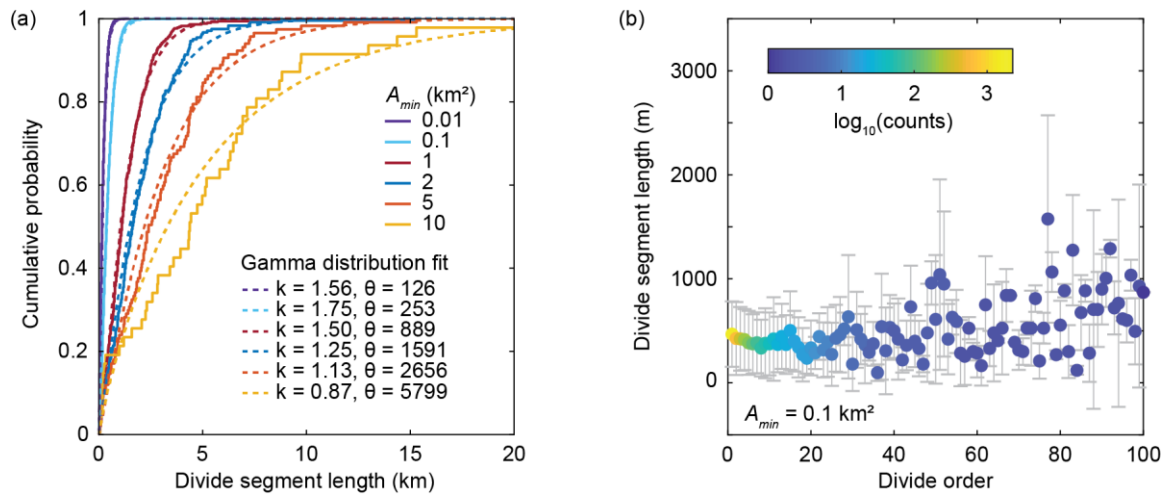 (a)
Cumulative probability
1
0.8
0.6
0.4
0.2
0
0
5
10
15
20
Divide segment length (km)
A_min (km²)
0.01
0.1
1
2
5
10
Gamma distribution fit
k = 1.56, θ = 126
k = 1.75, θ = 253
k = 1.50, θ = 889
k = 1.25, θ = 1591
k = 1.13, θ = 2656
k = 0.87, θ = 5799
(b)
Divide segment length (m)
3000
2000
1000
0
0
1
2
3
log₁₀(counts)
A_min = 0.1 km²
0
20
40
60
80
100
Divide order